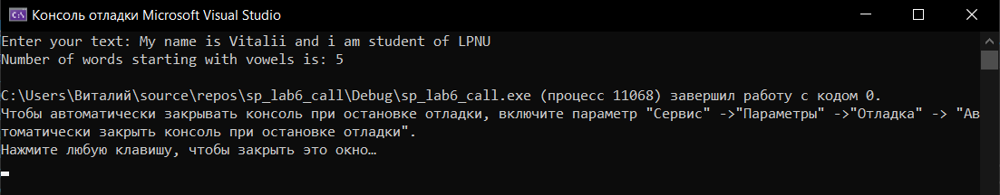 Консоль отладки Microsoft Visual Studio
Enter your text: My name is Vitalii and i am student of LPNU
Number of words starting with vowels is: 5
C:\Users\Виталий\source\repos\sp_lab6_call\Debug\sp_lab6_call.exe (процесс 11068) завершил работу с кодом 0.
Чтобы автоматически закрывать консоль при остановке отладки, включите параметр "Сервис" ->"Параметры" ->"Отладка" -> "Ав
томатически закрыть консоль при остановке отладки".
Нажмите любую клавишу, чтобы закрыть это окно…